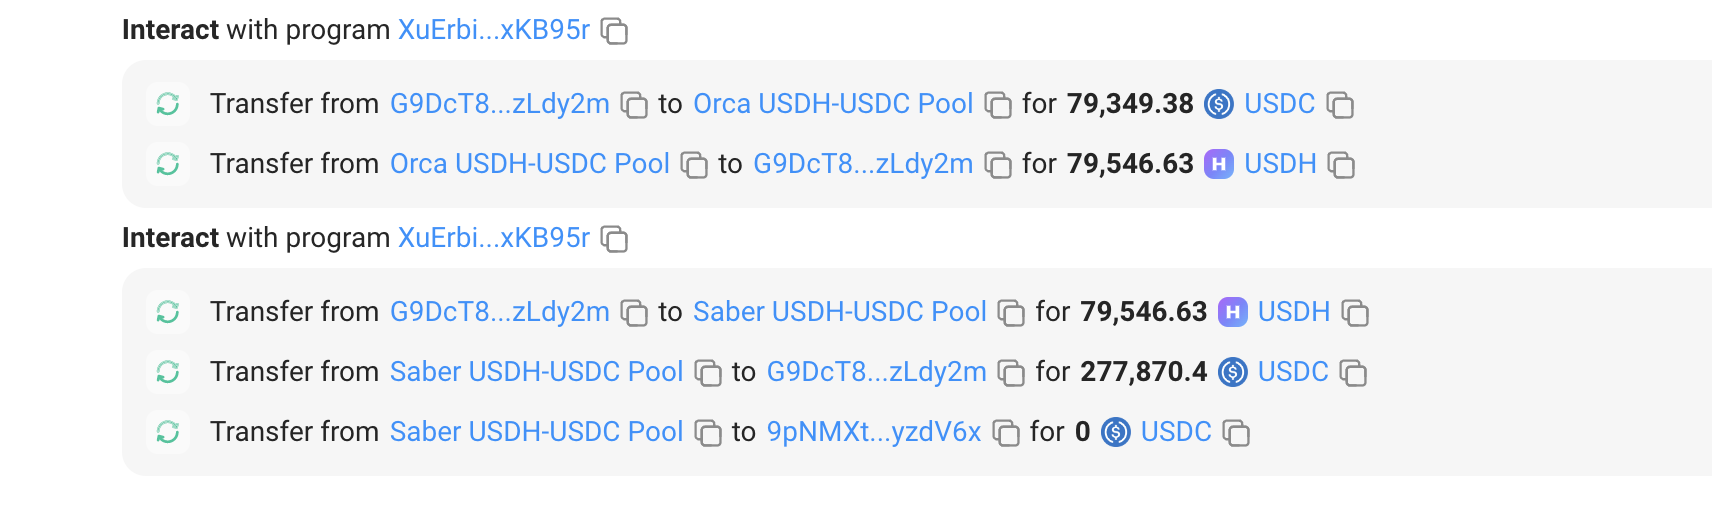 Interact with program XuErbi...xKB95r
Transfer from G9DcT8...zLdy2m to Orca USDH-USDC Pool for 79,349.38 USDC
Transfer from Orca USDH-USDC Pool to G9DcT8...zLdy2m for 79,546.63 H USDH
Interact with program XuErbi...xKB95r
Transfer from G9DcT8...zLdy2m to Saber USDH-USDC Pool for 79,546.63 H USDH
Transfer from Saber USDH-USDC Pool to G9DcT8...zLdy2m for 277,870.4 $ USDC
Transfer from Saber USDH-USDC Pool to 9pNMXt...yzdV6x for 0 $ USDC